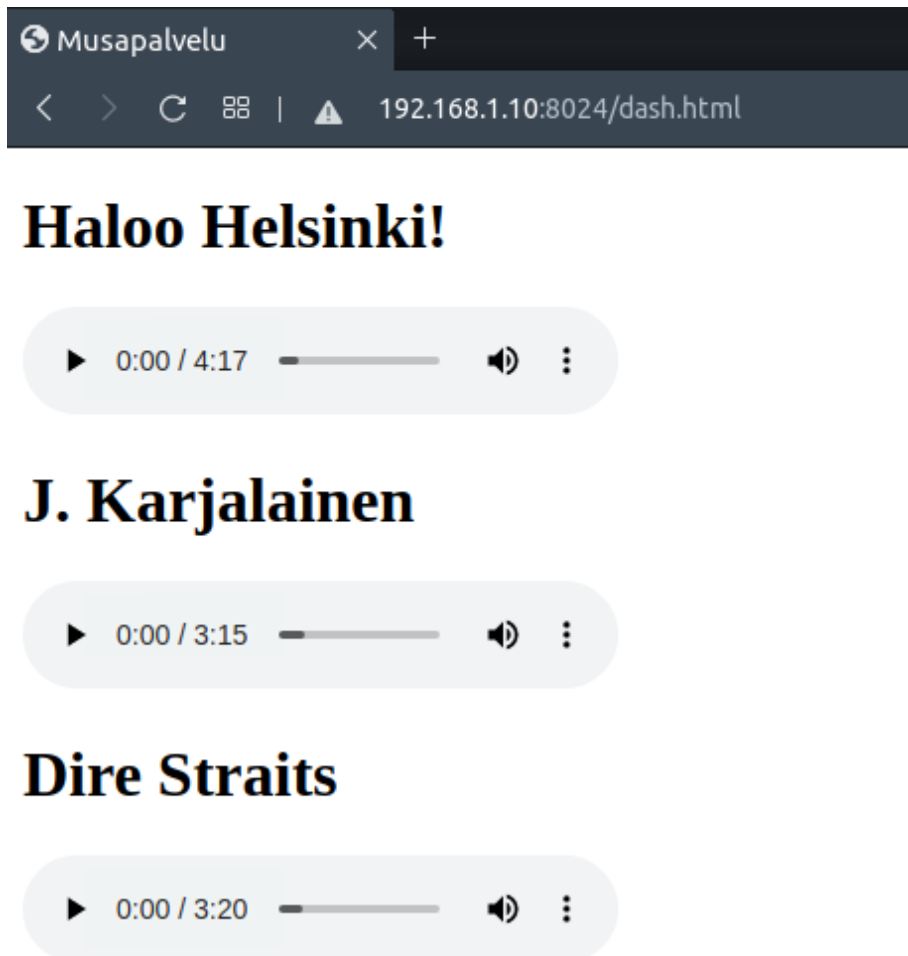 Musapalvelu
192.168.1.10:8024/dash.html
Haloo Helsinki!
0:00 / 4:17
J. Karjalainen
0:00 / 3:15
Dire Straits
0:00 / 3:20